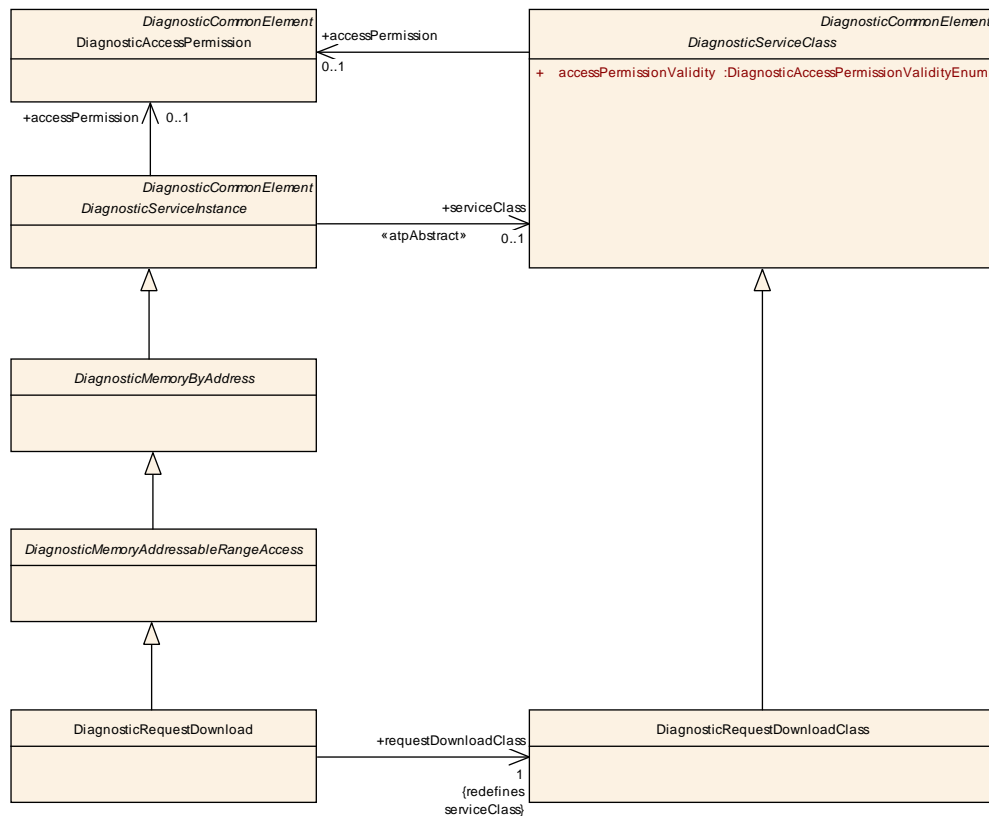 DiagnosticCommonElement
DiagnosticAccessPermission
+accessPermission
0..1
DiagnosticCommonElement
DiagnosticServiceClass
+ accessPermissionValidity :DiagnosticAccessPermissionValidityEnum
+accessPermission
0..1
DiagnosticCommonElement
DiagnosticServiceInstance
+serviceClass
«atpAbstract»
0..1
DiagnosticMemoryByAddress
DiagnosticMemoryAddressableRangeAccess
DiagnosticRequestDownload
+requestDownloadClass
1
{redefines
serviceClass}
DiagnosticRequestDownloadClass